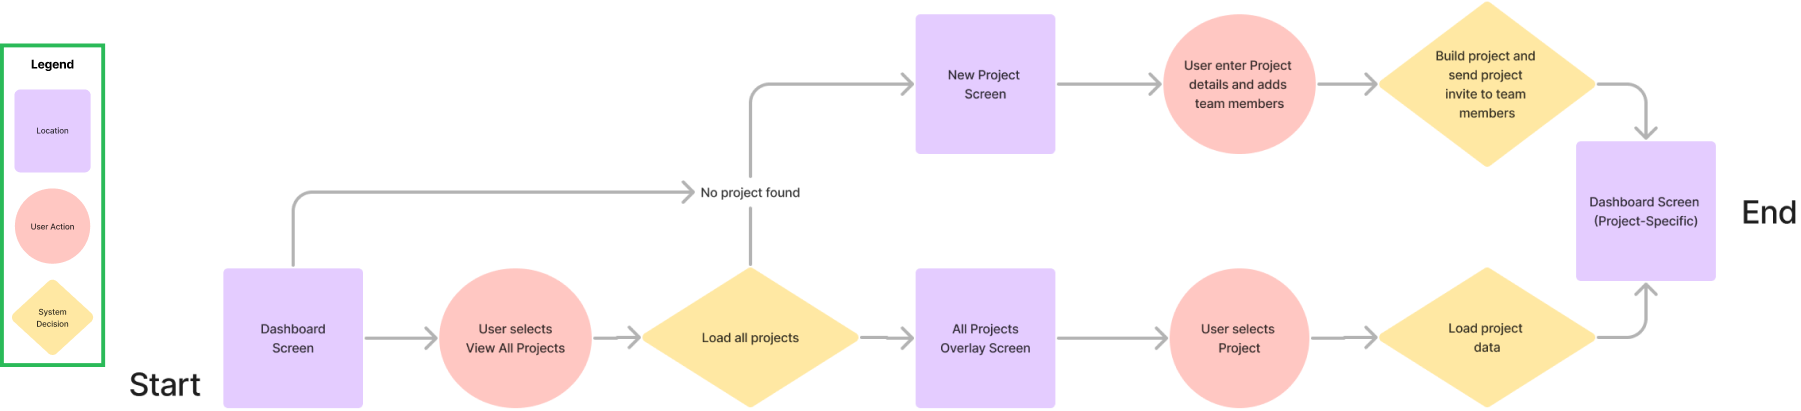 Legend
Location
User Action
System
Decision
Start
Dashboard
Screen
User selects
View All Projects
Load all projects
No project found
New Project
Screen
User enter Project
details and adds
team members
Build project and
send project
invite to team
members
All Projects
Overlay Screen
User selects
Project
Load project
data
Dashboard Screen
(Project-Specific)
End